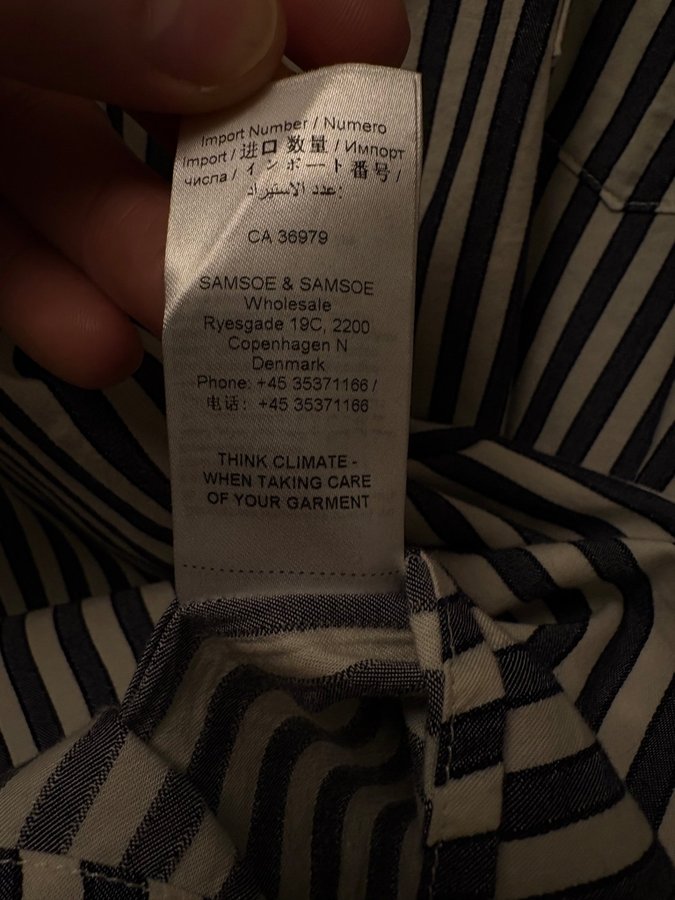 Import Number / Numero
Import / 进口 数量 / Импорт
числа / インポート 番号 /
عدد الاستيراد:
CA 36979
SAMSOE & SAMSOE
Wholesale
Ryesgade 19C, 2200
Copenhagen N
Denmark
Phone: +45 35371166 /
电话: +45 35371166
THINK CLIMATE -
WHEN TAKING CARE
OF YOUR GARMENT